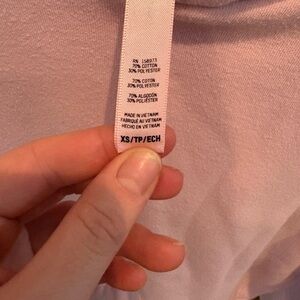 RN 158973
70% COTTON
30% POLYESTER
70% COTON
30% POLYESTER
70% ALGODÓN
30% POLIÉSTER
MADE IN VIETNAM
FABRIQUÉ AU VIETNAM
HECHO EN VIETNAM
XS/TP/ECH